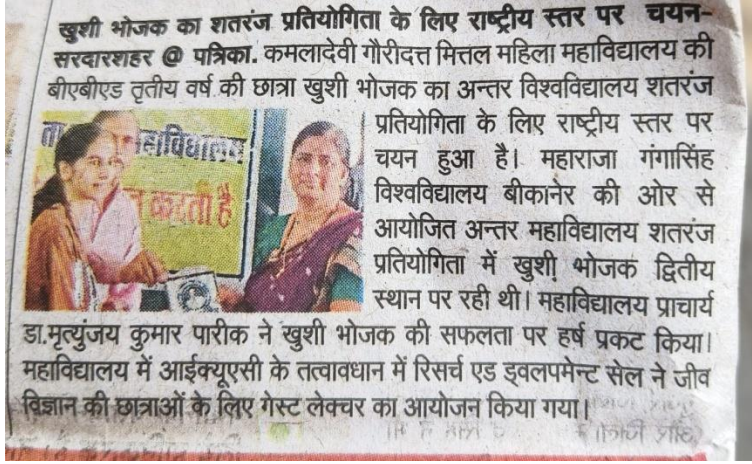 खुशी भोजक का शतरंज प्रतियोगिता के लिए राष्ट्रीय स्तर पर चयन-
सरदारशहर @ पत्रिका. कमलादेवी गौरीदत्त मित्तल महिला महाविद्यालय की
बीएबीएड तृतीय वर्ष की छात्रा खुशी भोजक का अन्तर विश्वविद्यालय शतरंज
प्रतियोगिता के लिए राष्ट्रीय स्तर पर
चयन हुआ है। महाराजा गंगासिंह
विश्वविद्यालय बीकानेर की ओर से
आयोजित अन्तर महाविद्यालय शतरंज
प्रतियोगिता में खुशी भोजक द्वितीय
स्थान पर रही थी। महाविद्यालय प्राचार्य
डा.मृत्युंजय कुमार पारीक ने खुशी भोजक की सफलता पर हर्ष प्रकट किया।
महाविद्यालय में आईक्यूएसी के तत्वावधान में रिसर्च एड ड्वलपमेन्ट सेल ने जीव
विज्ञान की छात्राओं के लिए गेस्ट लेक्चर का आयोजन किया गया।
करती है